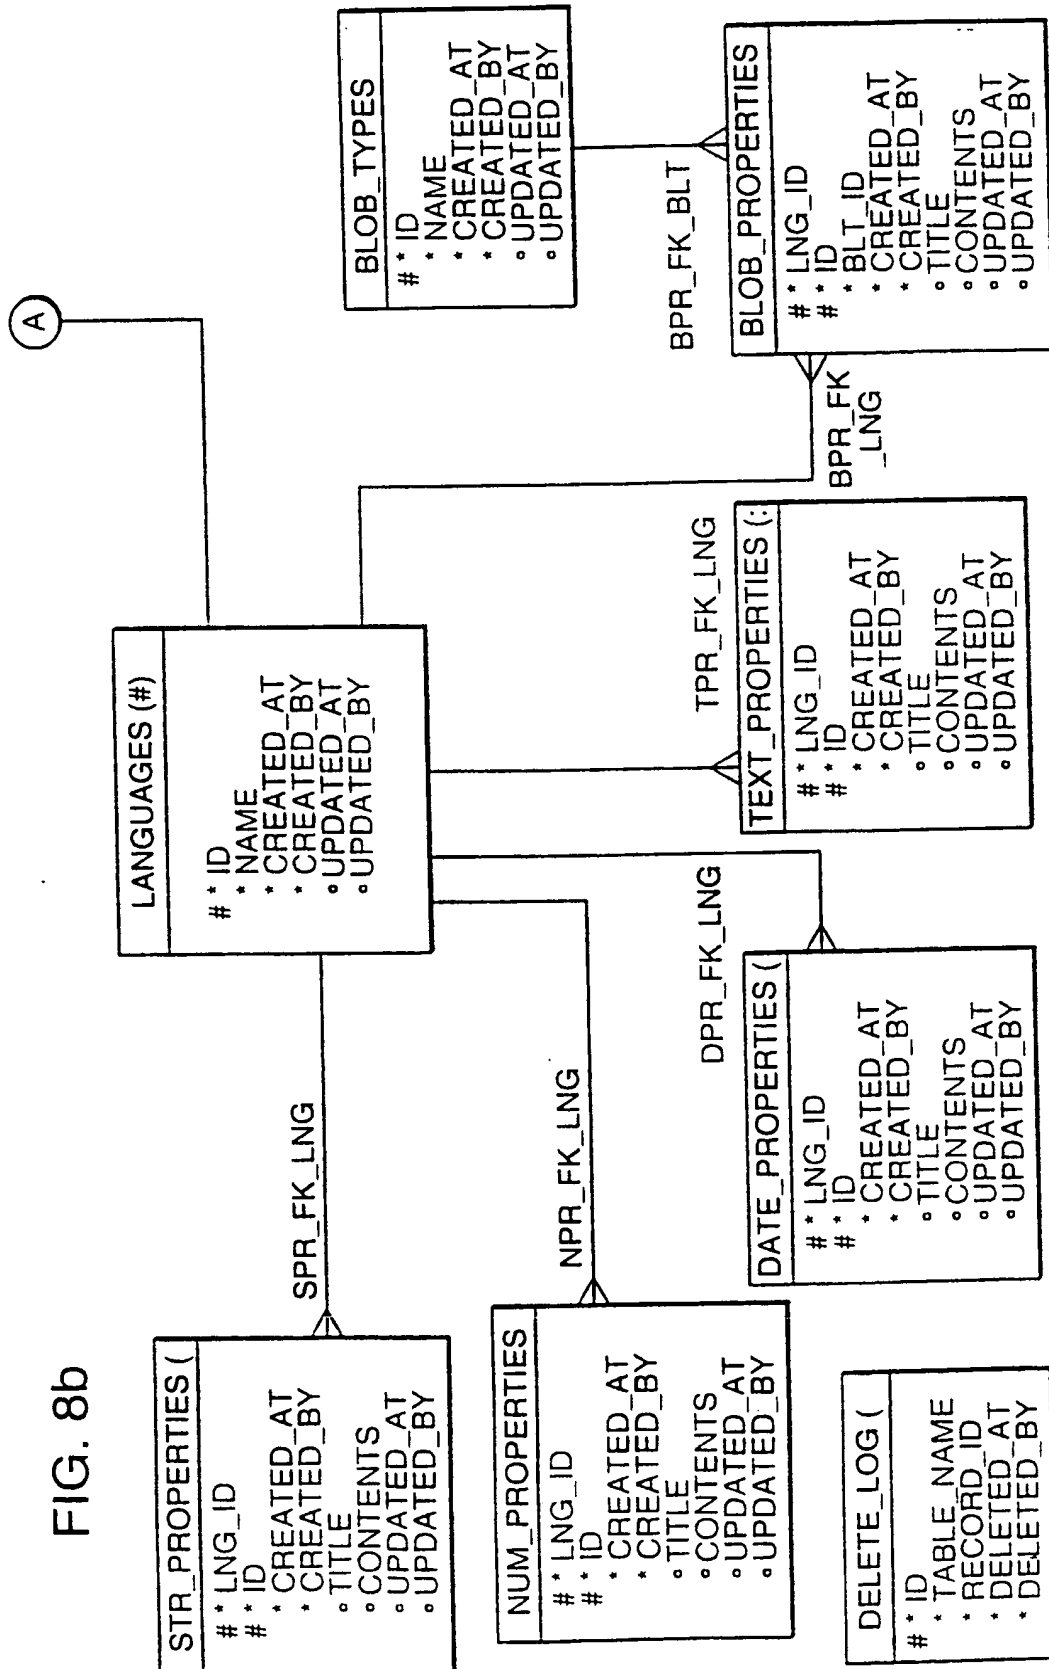 FIG. 8b
STR_PROPERTIES (
# * LNG_ID
# * ID
* CREATED_AT
* CREATED_BY
° TITLE
° CONTENTS
° UPDATED_AT
° UPDATED_BY
SPR_FK_LNG
LANGUAGES (#)
# * ID
* NAME
* CREATED_AT
* CREATED_BY
° UPDATED_AT
° UPDATED_BY
A
BLOB_TYPES
# * ID
* NAME
* CREATED_AT
* CREATED_BY
° UPDATED_AT
° UPDATED_BY
NUM_PROPERTIES
# * LNG_ID
# * ID
* CREATED_AT
* CREATED_BY
° TITLE
° CONTENTS
° UPDATED_AT
° UPDATED_BY
NPR_FK_LNG
DPR_FK_LNG
TPR_FK_LNG
BPR_FK_BLT
BPR_FK
_LNG
DELETE_LOG (
# * ID
* TABLE_NAME
* RECORD_ID
* DELETED_AT
* DELETED_BY
DATE_PROPERTIES (
# * LNG_ID
# * ID
* CREATED_AT
* CREATED_BY
° TITLE
° CONTENTS
° UPDATED_AT
° UPDATED_BY
TEXT_PROPERTIES (:
# * LNG_ID
# * ID
* CREATED_AT
* CREATED_BY
° TITLE
° CONTENTS
° UPDATED_AT
° UPDATED_BY
BLOB_PROPERTIES
# * LNG_ID
# * ID
* BLT_ID
* CREATED_AT
* CREATED_BY
° TITLE
° CONTENTS
° UPDATED_AT
° UPDATED_BY